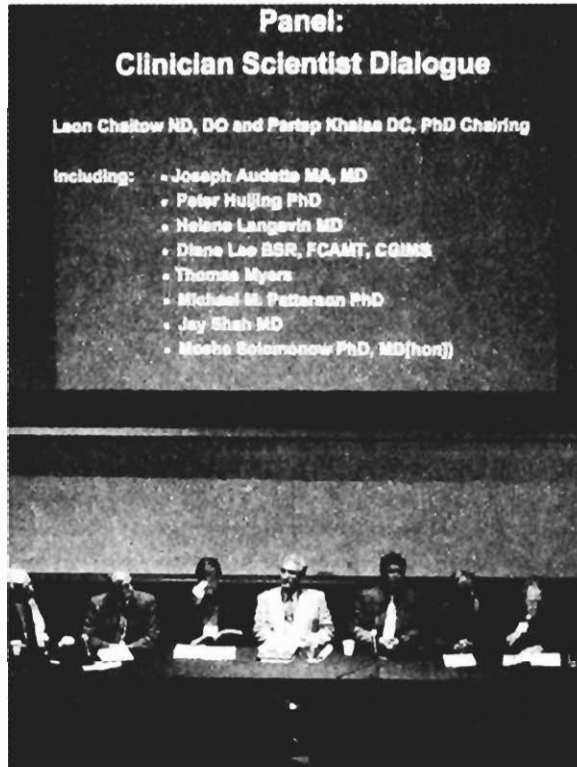 Panel:
Clinician Scientist Dialogue
Leon Chaitow ND, DO and Partap Khalsa DC, PhD Chairing
Including: • Joseph Audette MA, MD
• Peter Huijing PhD
• Helene Langevin MD
• Diane Lee BSR, FCAMT, CGIMS
• Thomas Myers
• Michael M. Patterson PhD
• Jay Shah MD
• Moshe Solomonow PhD, MD[hon])